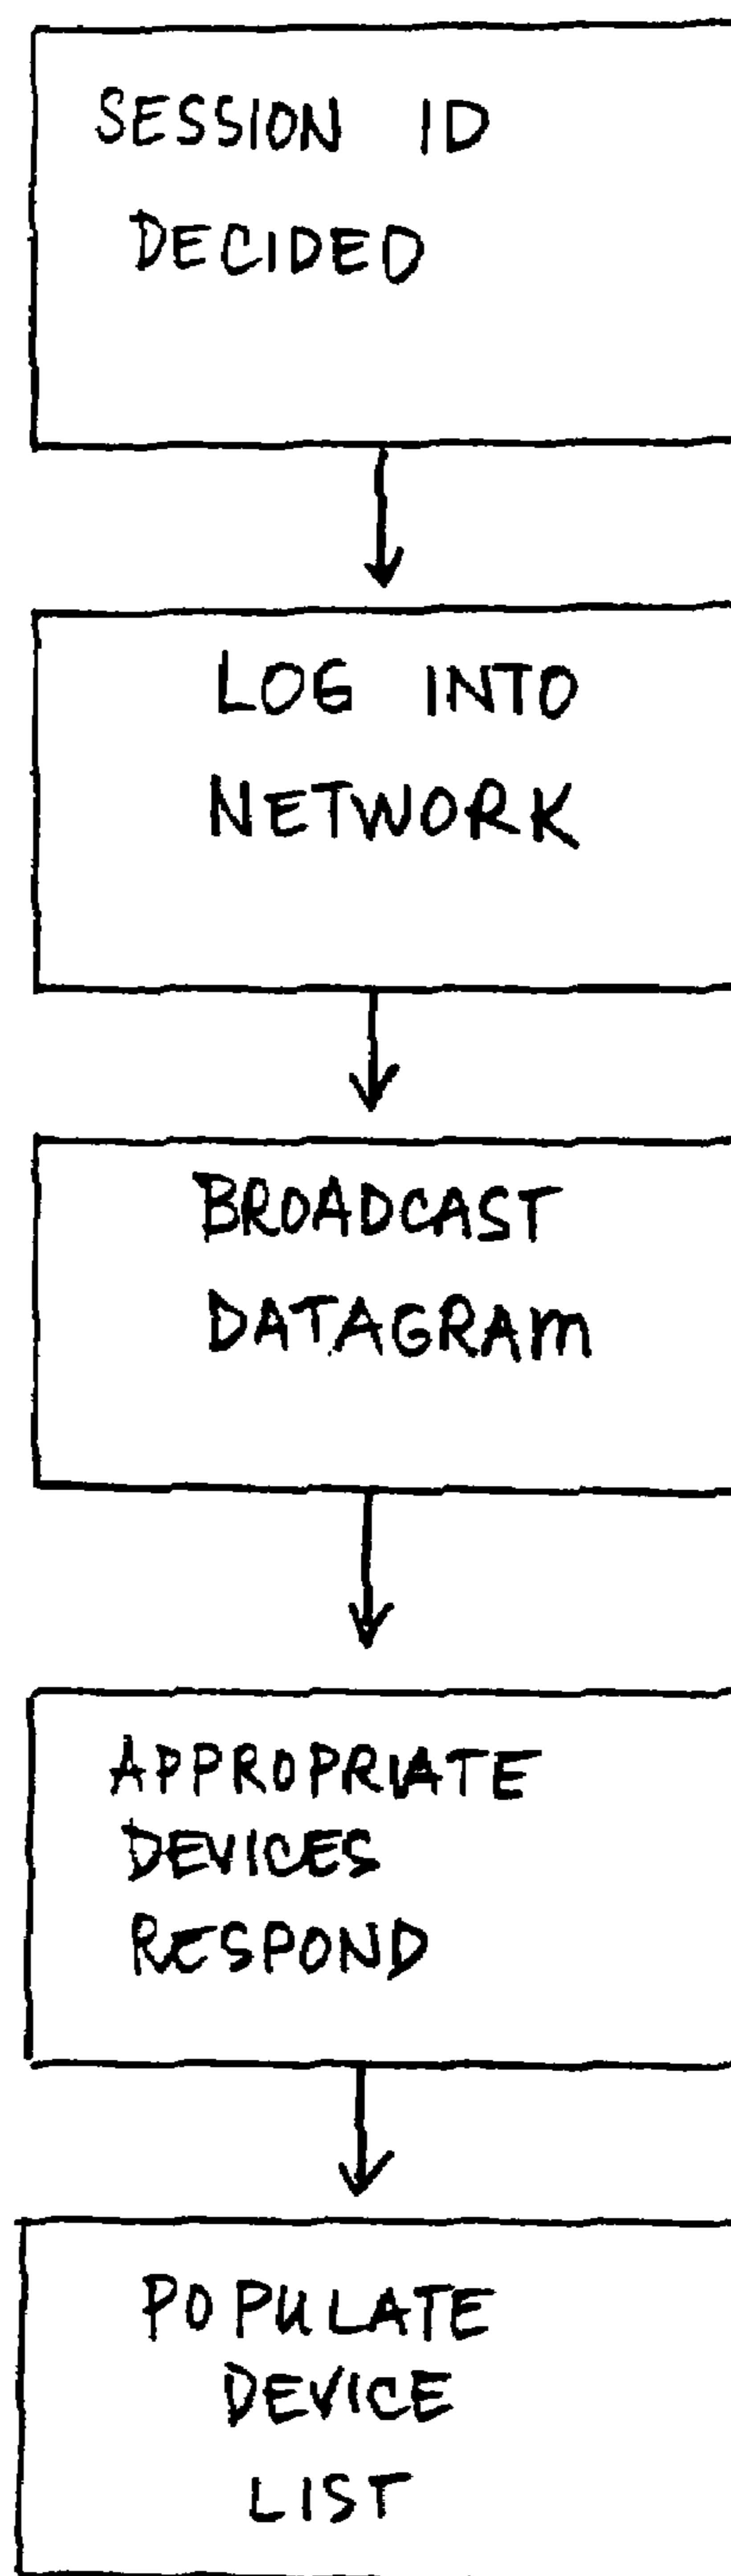 SESSION ID
DECIDED
LOG INTO
NETWORK
BROADCAST
DATAGRAM
APPROPRIATE
DEVICES
RESPOND
POPULATE
DEVICE
LIST